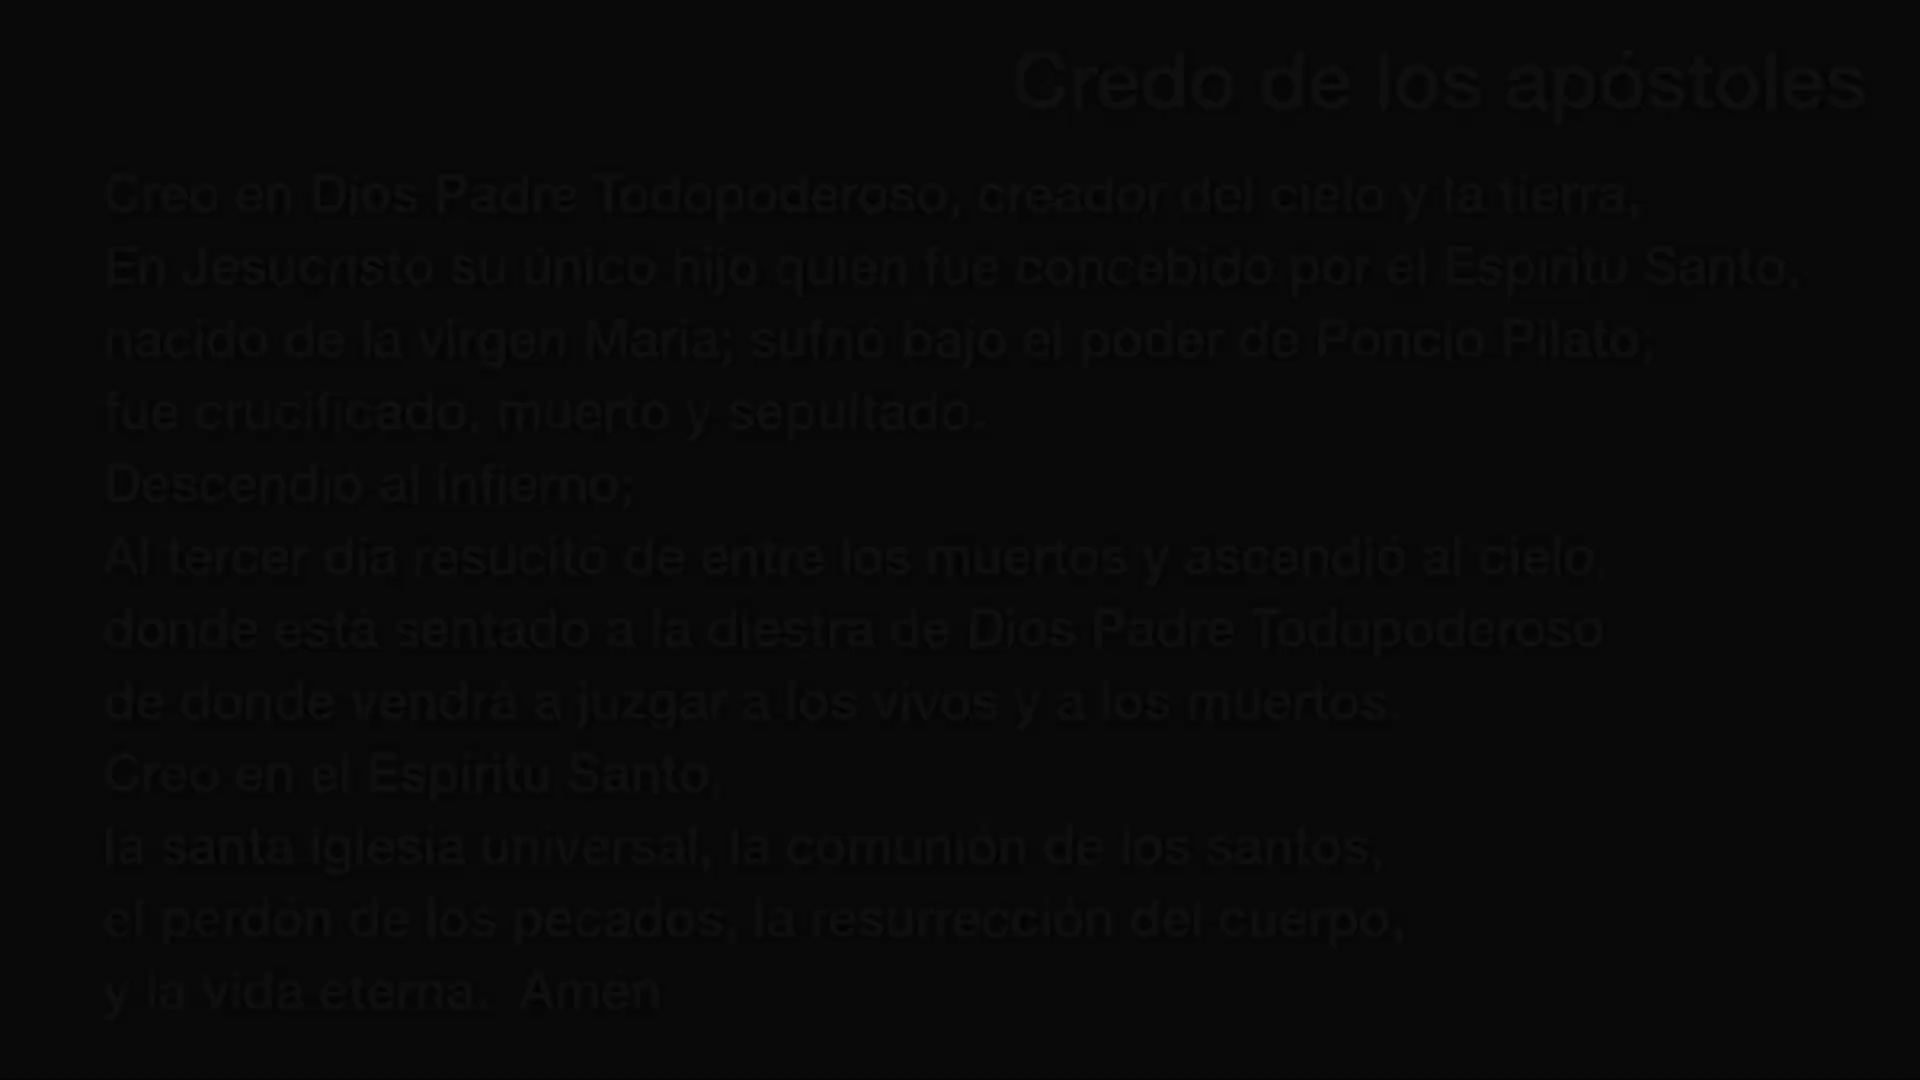 Credo de los apóstoles
Creo en Dios Padre Todopoderoso, creador del cielo y la tierra,
En Jesucristo su único hijo quien fue concebido por el Espíritu Santo,
nacido de la virgen María; sufrió bajo el poder de Poncio Pilato;
fue crucificado, muerto y sepultado.
Descendió al infierno;
Al tercer día resucitó de entre los muertos y ascendió al cielo,
donde está sentado a la diestra de Dios Padre Todopoderoso
de donde vendrá a juzgar a los vivos y a los muertos.
Creo en el Espíritu Santo,
la santa iglesia universal, la comunión de los santos,
el perdón de los pecados, la resurrección del cuerpo,
y la vida eterna. Amén